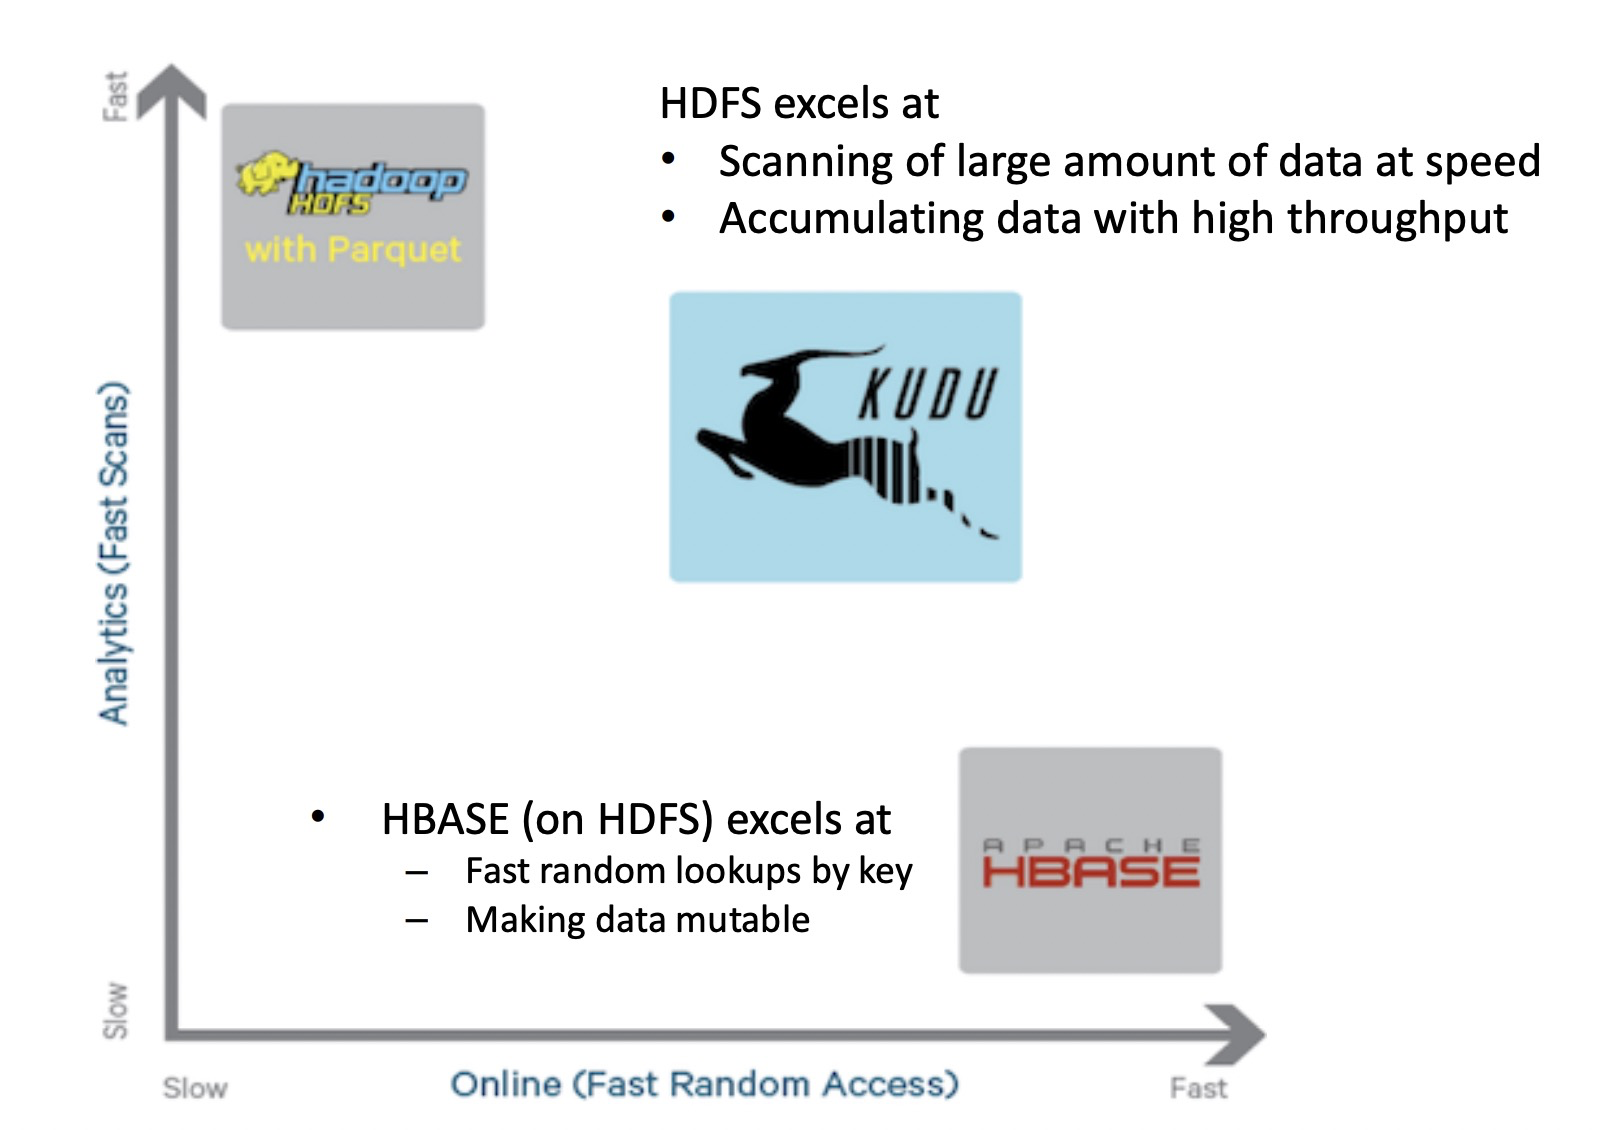 Fast
hadoop
HDFS
with Parquet
HDFS excels at
• Scanning of large amount of data at speed
• Accumulating data with high throughput
KUDU
Analytics (Fast Scans)
• HBASE (on HDFS) excels at
– Fast random lookups by key
– Making data mutable
APACHE
HBASE
Slow
Slow
Online (Fast Random Access)
Fast